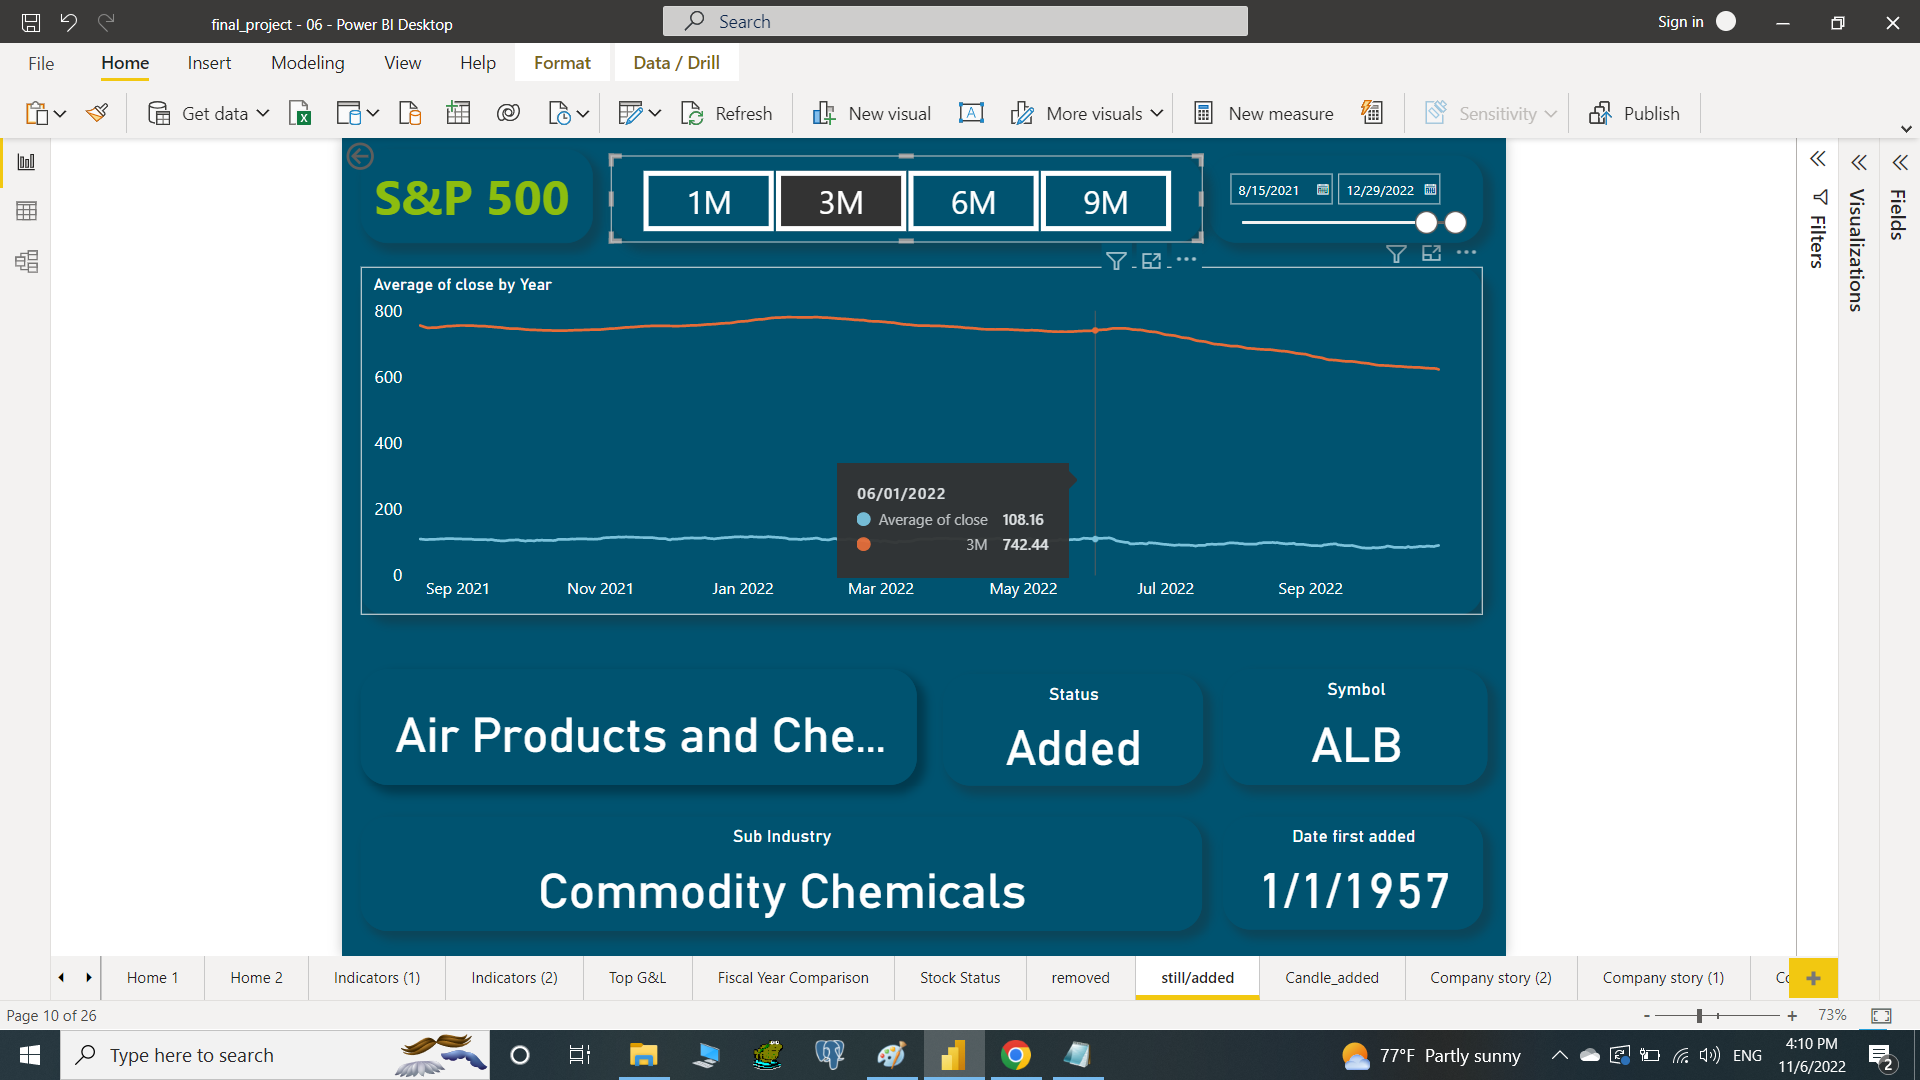 final_project - 06 - Power BI Desktop
Search
Sign in
File
Home
Insert
Modeling
View
Help
Format
Data / Drill
Get data
Refresh
New visual
More visuals
New measure
Sensitivity
Publish
S&P 500
1M
3M
6M
9M
8/15/2021
12/29/2022
Filters
Visualizations
Fields
Average of close by Year
800
600
400
200
0
06/01/2022
Average of close 108.16
3M 742.44
Sep 2021
Nov 2021
Jan 2022
Mar 2022
May 2022
Jul 2022
Sep 2022
Air Products and Che...
Status
Added
Symbol
ALB
Sub Industry
Commodity Chemicals
Date first added
1/1/1957
Home 1
Home 2
Indicators (1)
Indicators (2)
Top G&L
Fiscal Year Comparison
Stock Status
removed
still/added
Candle_added
Company story (2)
Company story (1)
Page 10 of 26
73%
Type here to search
77°F Partly sunny
ENG
4:10 PM
11/6/2022
2